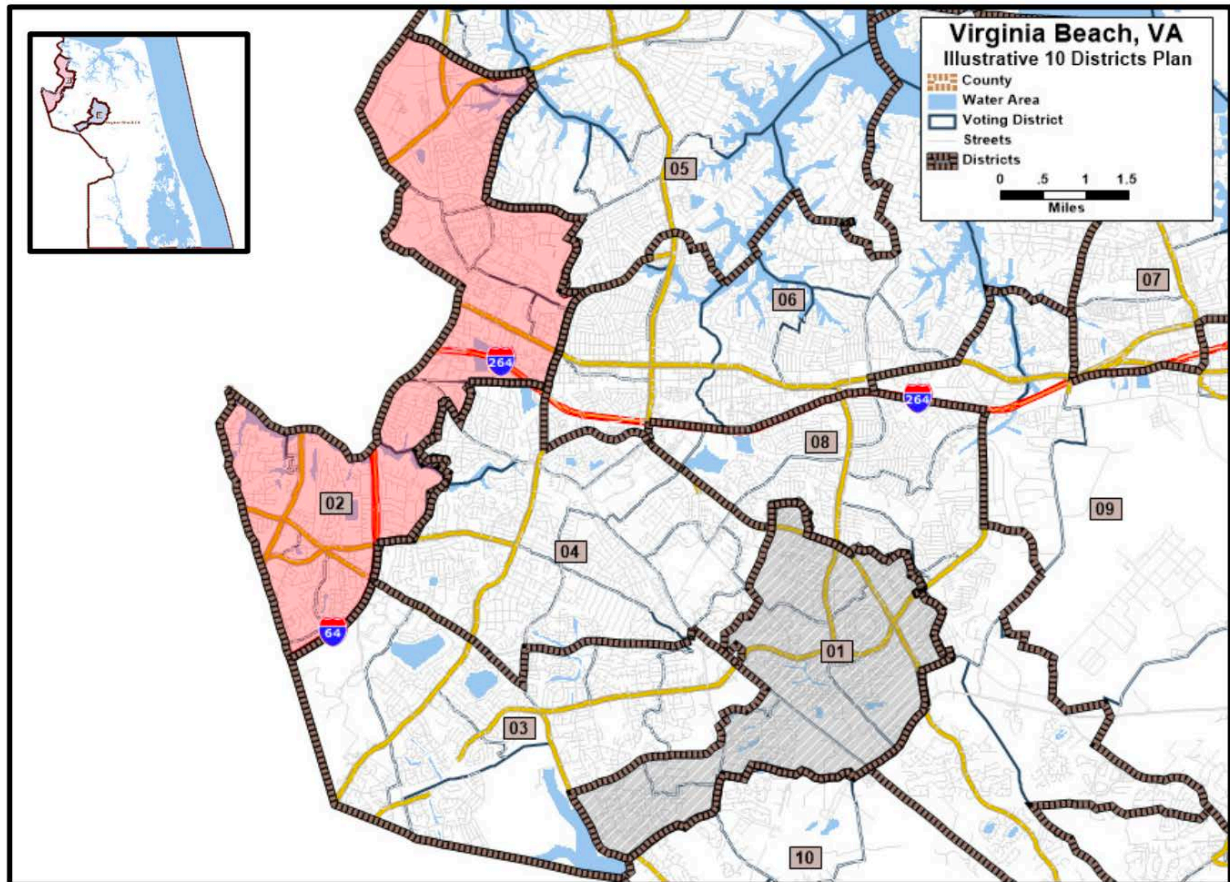 Virginia Beach, VA
Illustrative 10 Districts Plan
County
Water Area
Voting District
Streets
Districts
0 .5 1 1.5
Miles
05
07
06
264
264
08
02
09
04
64
01
03
10